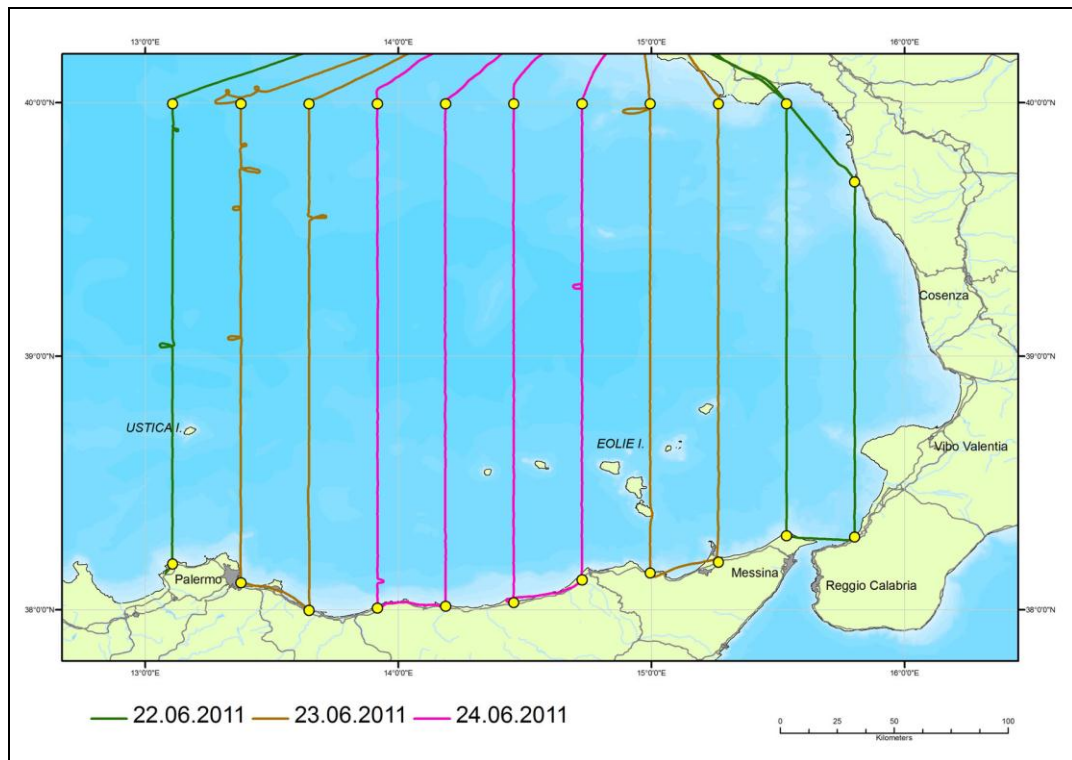 13°0'0"E 14°0'0"E 15°0'0"E 16°0'0"E
40°0'0"N 40°0'0"N
Cosenza
39°0'0"N 39°0'0"N
USTICA I.
EOLIE I.
Vibo Valentia
Palermo
Messina
Reggio Calabria
38°0'0"N 38°0'0"N
13°0'0"E 14°0'0"E 15°0'0"E 16°0'0"E
22.06.2011 23.06.2011 24.06.2011
0 25 50 100
Kilometers